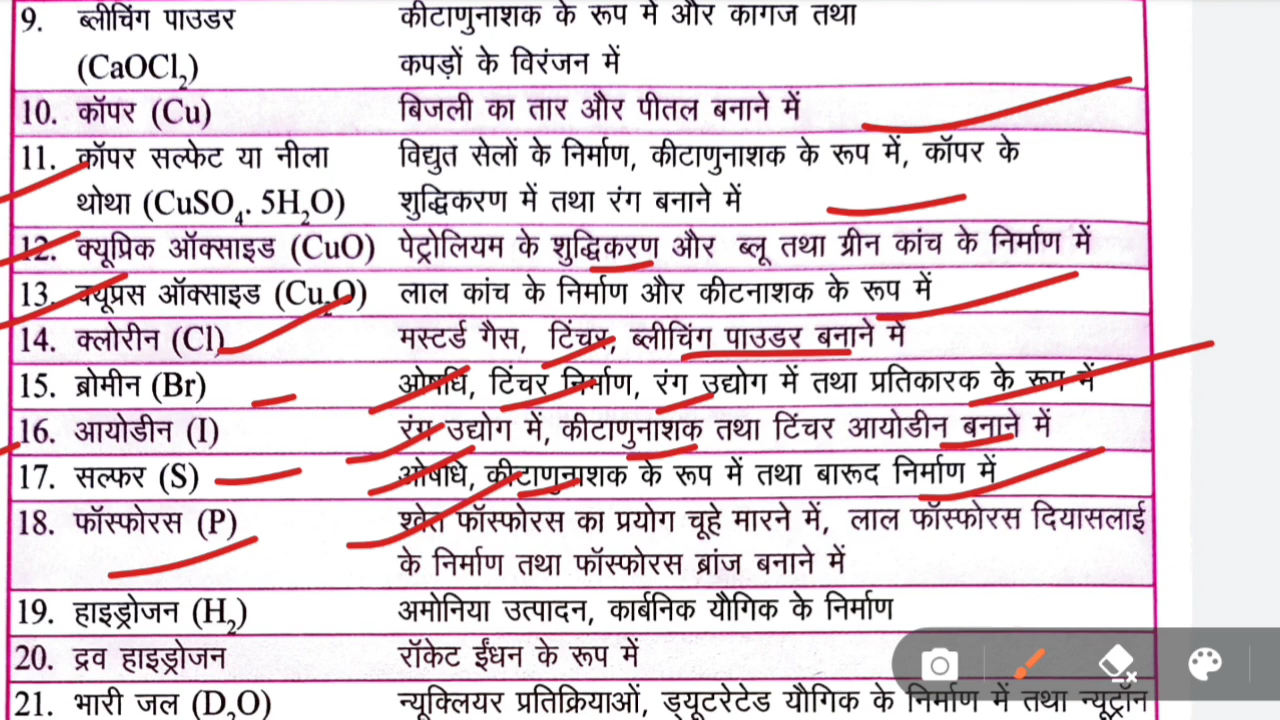 9. ब्लीचिंग पाउडर कीटाणुनाशक के रूप में और कागज तथा
(CaOCl₂) कपड़ों के विरंजन में
10. कॉपर (Cu) बिजली का तार और पीतल बनाने में
11. कॉपर सल्फेट या नीला विद्युत सेलों के निर्माण, कीटाणुनाशक के रूप में, कॉपर के
थोथा (CuSO₄. 5H₂O) शुद्धिकरण में तथा रंग बनाने में
12. क्यूप्रिक ऑक्साइड (CuO) पेट्रोलियम के शुद्धिकरण और ब्लू तथा ग्रीन कांच के निर्माण में
13. क्यूप्रस ऑक्साइड (Cu₂O) लाल कांच के निर्माण और कीटनाशक के रूप में
14. क्लोरीन (Cl) मस्टर्ड गैस, टिंचर, ब्लीचिंग पाउडर बनाने में
15. ब्रोमीन (Br) औषधि, टिंचर निर्माण, रंग उद्योग में तथा प्रतिकारक के रूप में
16. आयोडीन (I) रंग उद्योग में, कीटाणुनाशक तथा टिंचर आयोडीन बनाने में
17. सल्फर (S) औषधि, कीटाणुनाशक के रूप में तथा बारूद निर्माण में
18. फॉस्फोरस (P) श्वेत फॉस्फोरस का प्रयोग चूहे मारने में, लाल फॉस्फोरस दियासलाई
के निर्माण तथा फॉस्फोरस ब्रांज बनाने में
19. हाइड्रोजन (H₂) अमोनिया उत्पादन, कार्बनिक यौगिक के निर्माण
20. द्रव हाइड्रोजन रॉकेट ईंधन के रूप में
21. भारी जल (D₂O) न्यूक्लियर प्रतिक्रियाओं, ड्यूटरेटेड यौगिक के निर्माण में तथा न्यूट्रॉन